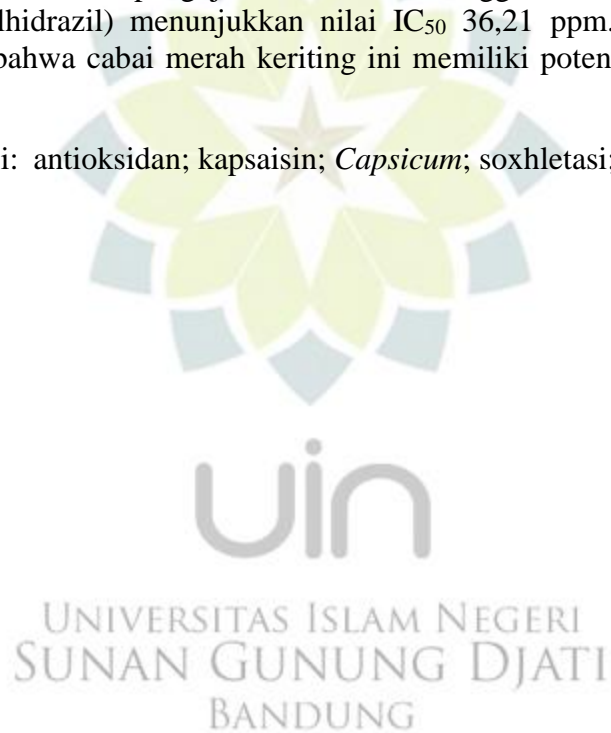 lhidrazil) menunjukkan nilai IC50 36,21 ppm.
bahwa cabai merah keriting ini memiliki poten
i: antioksidan; kapsaisin; Capsicum; soxhletasi;
uin
UNIVERSITAS ISLAM NEGERI
SUNAN GUNUNG DJATI
BANDUNG